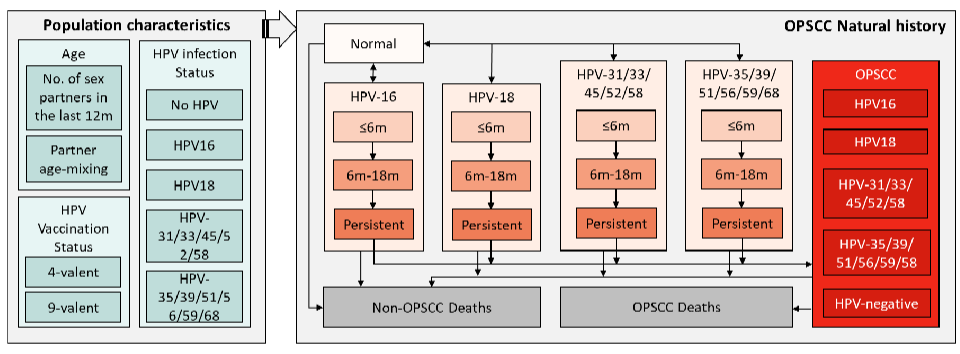 Population characteristics
Age
No. of sex
partners in
the last 12m
Partner
age-mixing
HPV
Vaccination
Status
4-valent
9-valent
HPV infection
Status
No HPV
HPV16
HPV18
HPV-
31/33/45/5
2/58
HPV-
35/39/51/5
6/59/68
OPSCC Natural history
Normal
HPV-16
≤6m
6m-18m
Persistent
HPV-18
≤6m
6m-18m
Persistent
HPV-31/33/
45/52/58
≤6m
6m-18m
Persistent
HPV-35/39/
51/56/59/68
≤6m
6m-18m
Persistent
Non-OPSCC Deaths
OPSCC Deaths
OPSCC
HPV16
HPV18
HPV-31/33/
45/52/58
HPV-35/39/
51/56/59/58
HPV-negative